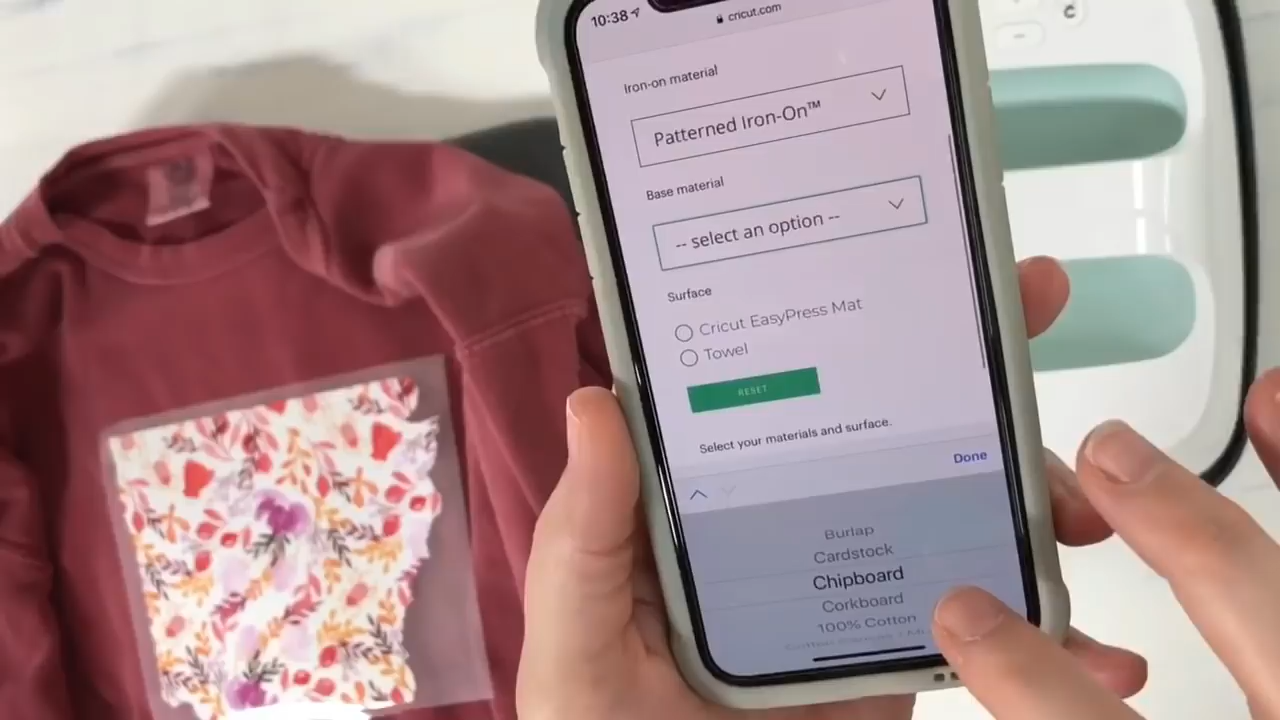 10:38
cricut.com
Iron-on material
Patterned Iron-On™
Base material
-- select an option --
Surface
Cricut EasyPress Mat
Towel
RESET
Select your materials and surface.
Done
Burlap
Cardstock
Chipboard
Corkboard
100% Cotton